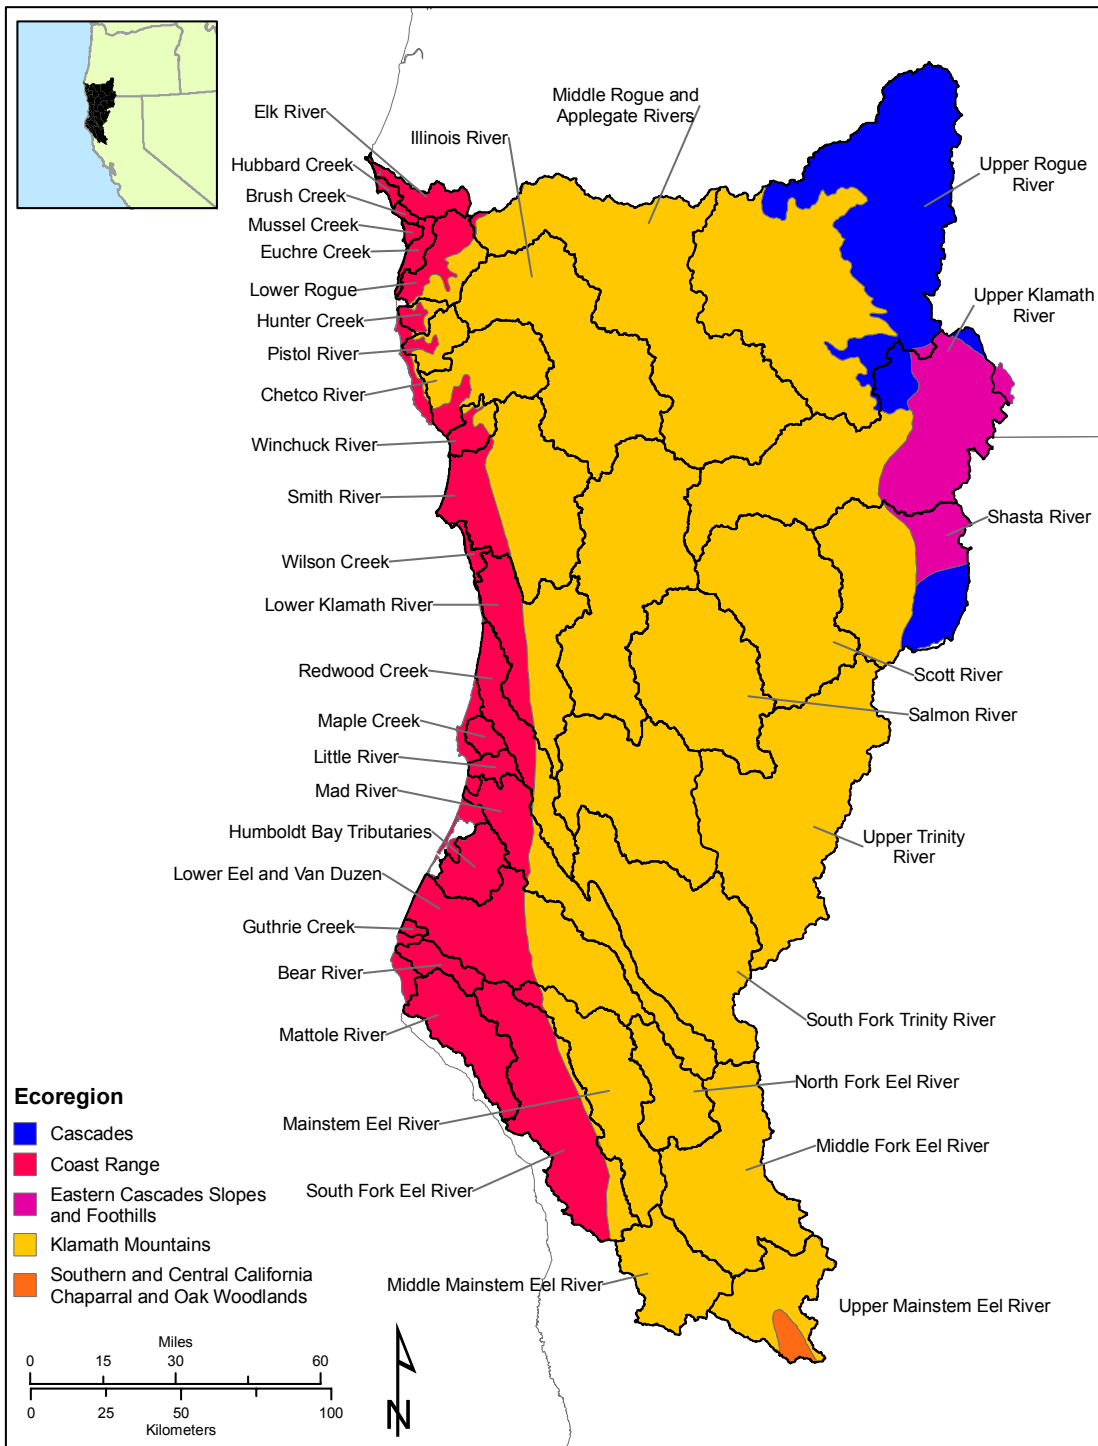 Elk River
Hubbard Creek
Brush Creek
Mussel Creek
Euchre Creek
Lower Rogue
Hunter Creek
Pistol River
Chetco River
Winchuck River
Smith River
Wilson Creek
Lower Klamath River
Redwood Creek
Maple Creek
Little River
Mad River
Humboldt Bay Tributaries
Lower Eel and Van Duzen
Guthrie Creek
Bear River
Mattole River
Mainstem Eel River
South Fork Eel River
Middle Mainstem Eel River
Illinois River
Middle Rogue and
Applegate Rivers
Upper Rogue
River
Upper Klamath
River
Shasta River
Scott River
Salmon River
Upper Trinity
River
South Fork Trinity River
North Fork Eel River
Middle Fork Eel River
Upper Mainstem Eel River
Ecoregion
Cascades
Coast Range
Eastern Cascades Slopes
and Foothills
Klamath Mountains
Southern and Central California
Chaparral and Oak Woodlands
Miles
0 15 30 60
0 25 50 100
Kilometers
N